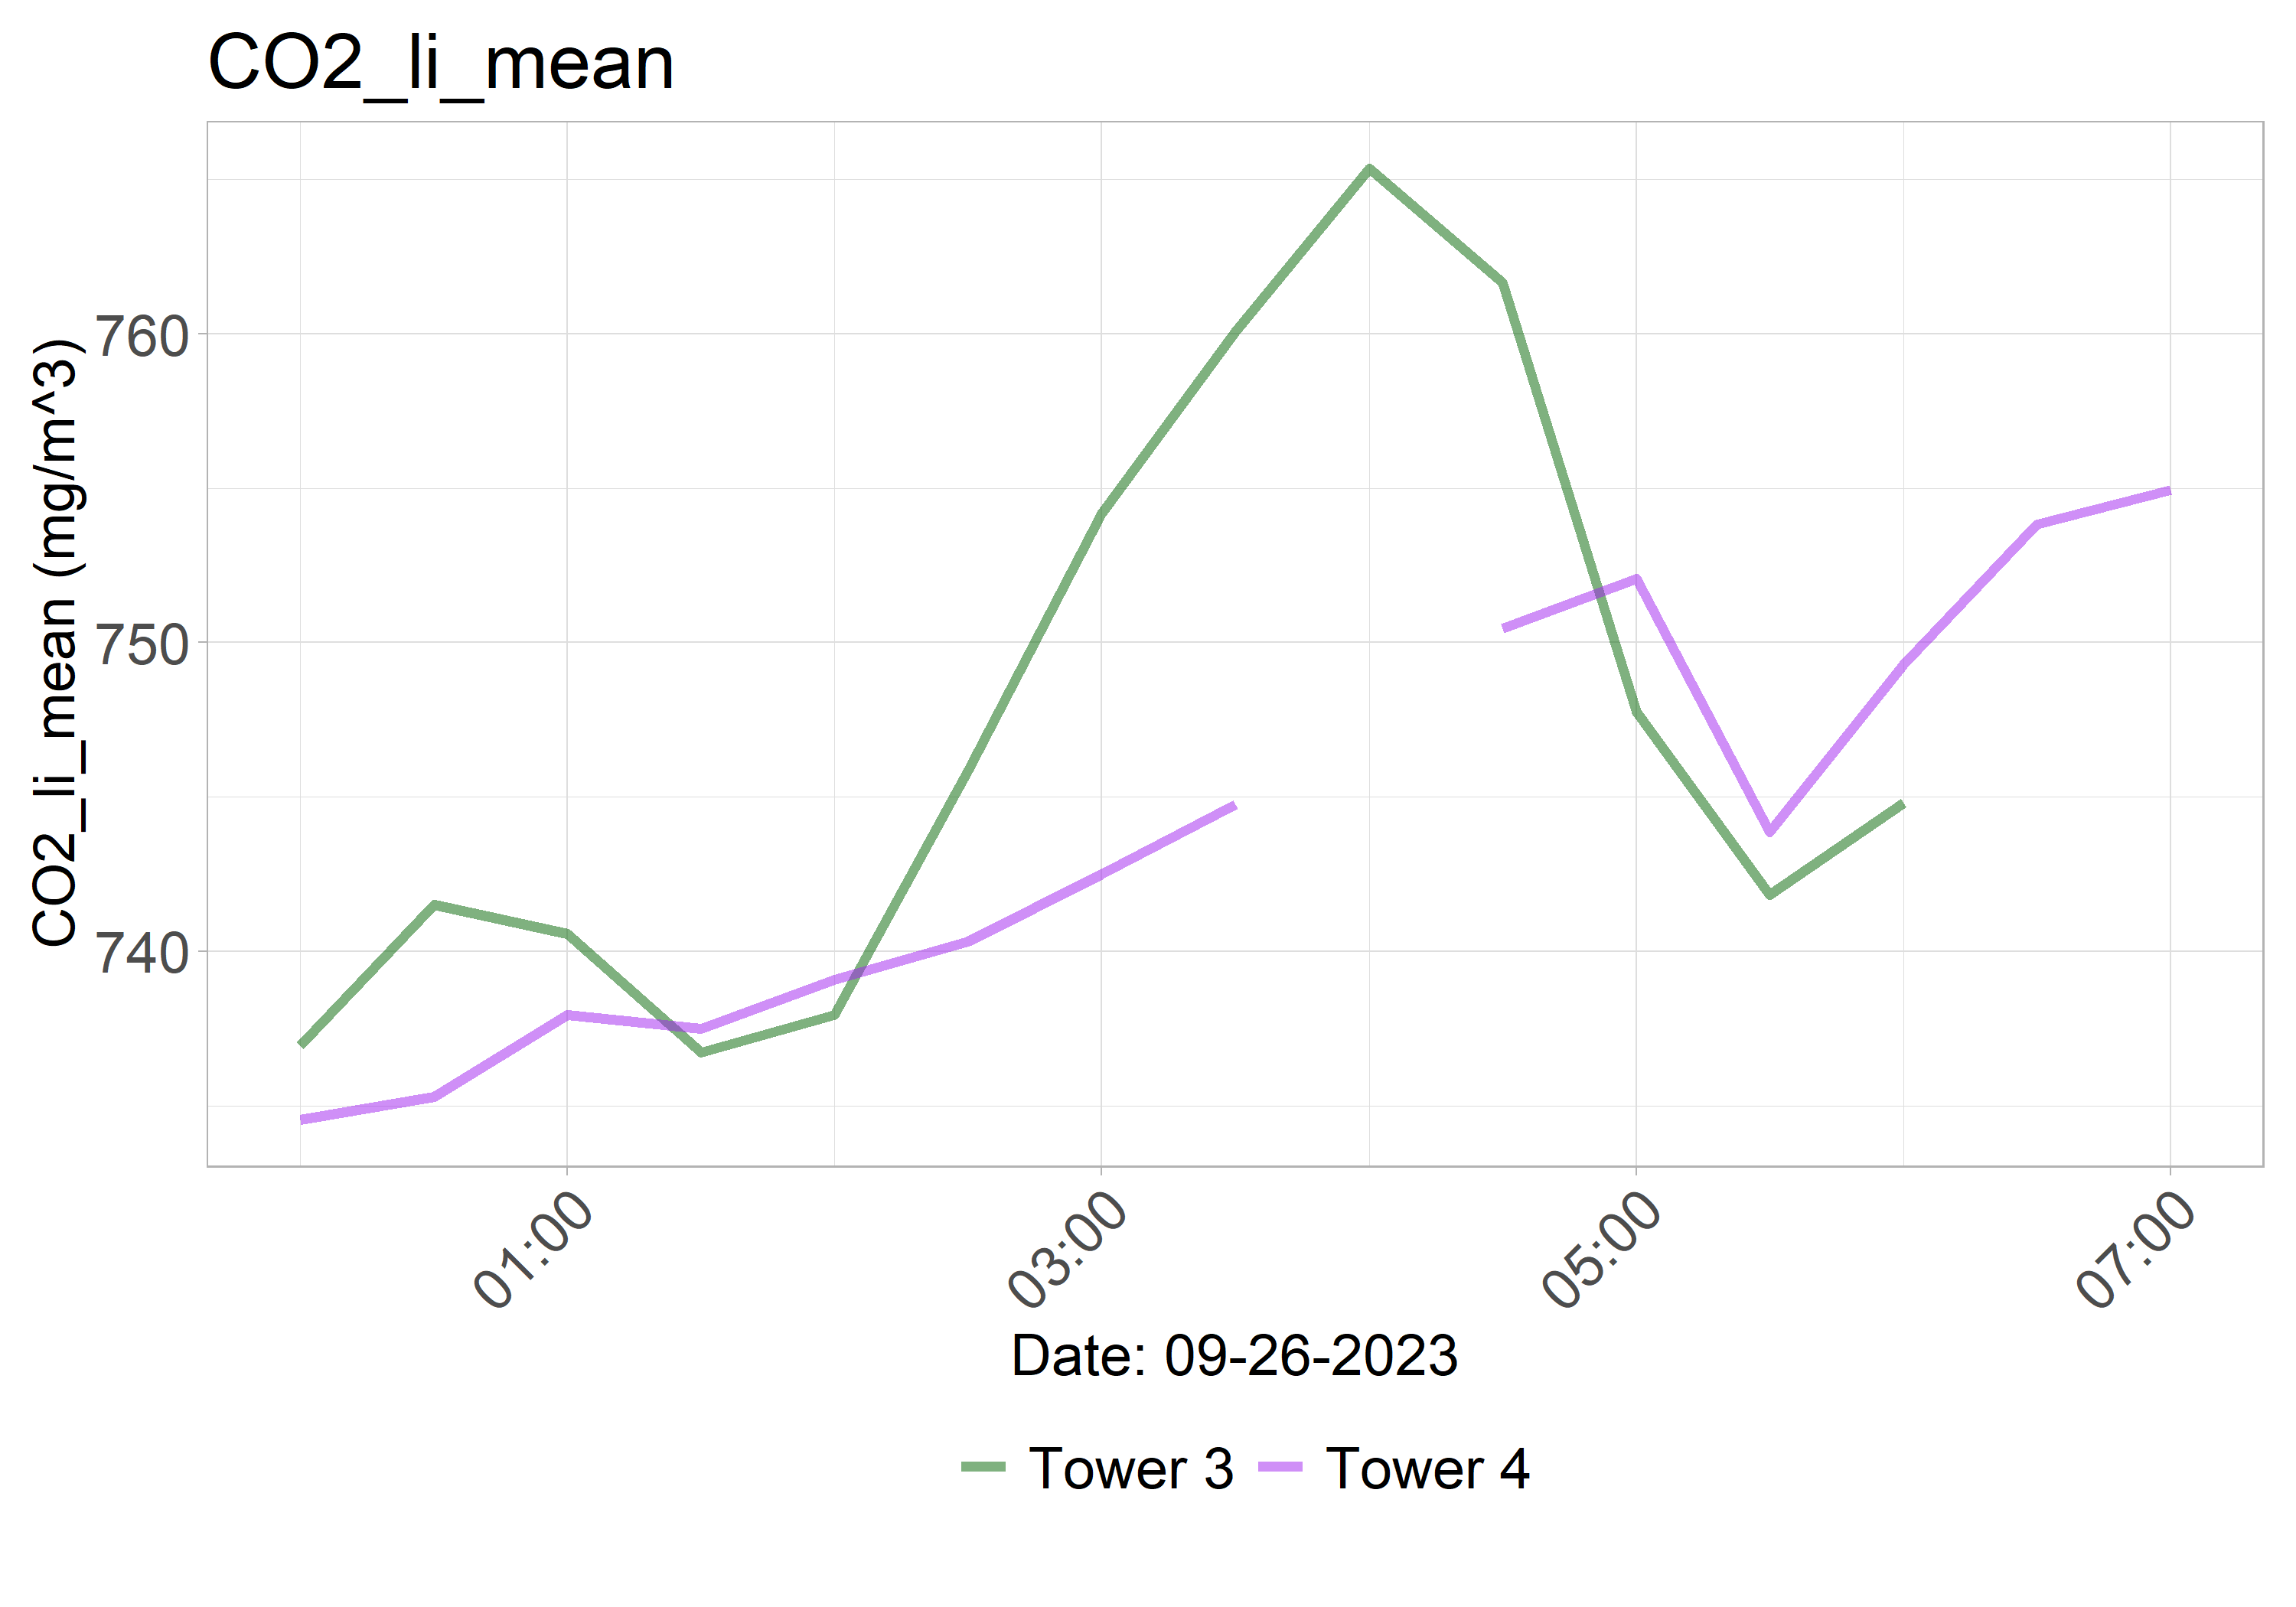 CO2_li_mean
CO2_li_mean (mg/m^3)
760
750
740
01:00
03:00
05:00
07:00
Date: 09-26-2023
Tower 3
Tower 4